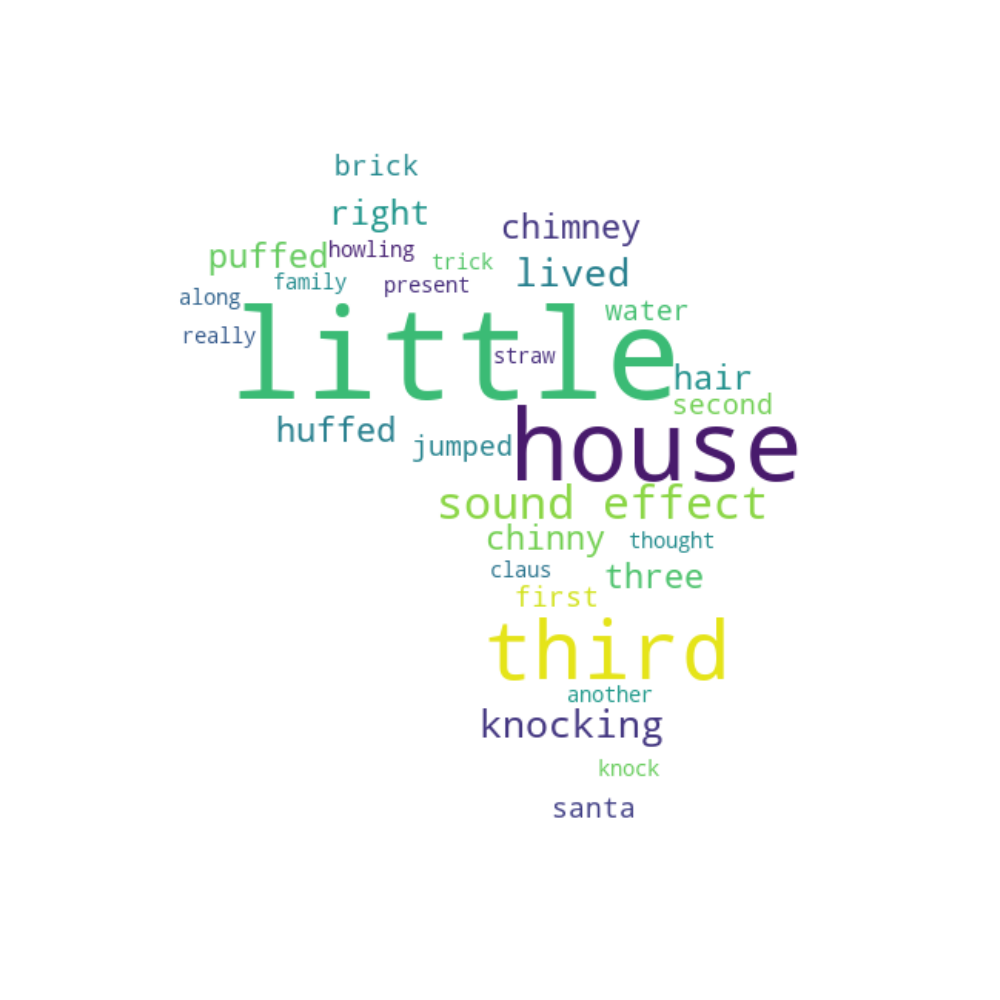 brick
right
chimney
puffed
howling
trick
lived
family
present
along
water
really
little
straw
hair
second
huffed
jumped
house
sound effect
chinny
thought
claus
three
first
third
another
knocking
knock
santa